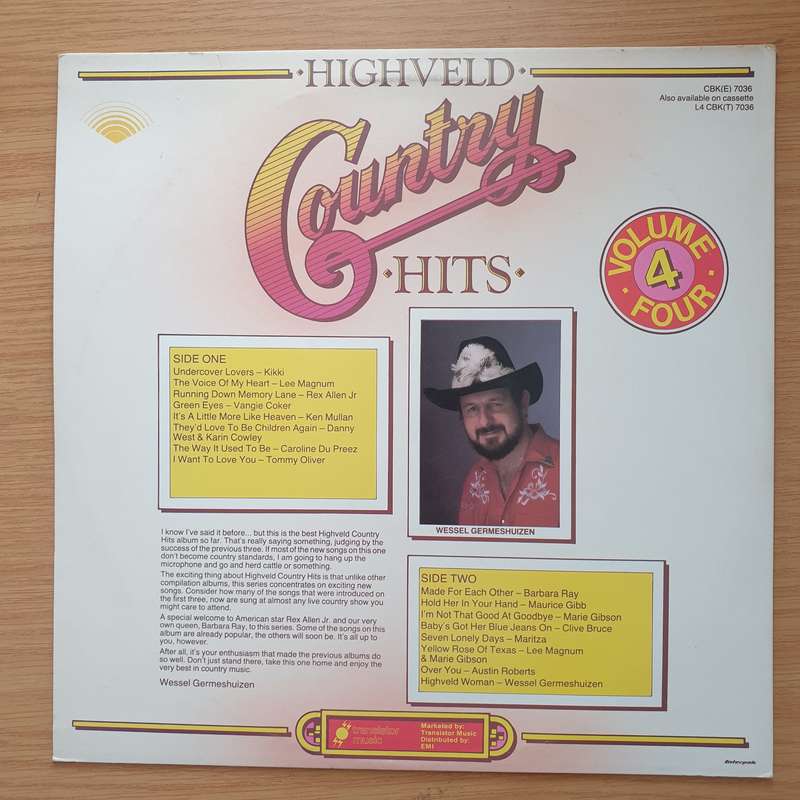 ·HIGHVELD·
CBK(E) 7036
Also available on cassette
L4 CBK(T) 7036
Country
·HITS·
VOLUME
4
FOUR
SIDE ONE
Undercover Lovers – Kikki
The Voice Of My Heart – Lee Magnum
Running Down Memory Lane – Rex Allen Jr
Green Eyes – Vangie Coker
It's A Little More Like Heaven – Ken Mullan
They'd Love To Be Children Again – Danny
West & Karin Cowley
The Way It Used To Be – Caroline Du Preez
I Want To Love You – Tommy Oliver
WESSEL GERMESHUIZEN
I know I've said it before... but this is the best Highveld Country
Hits album so far. That's really saying something, judging by the
success of the previous three. If most of the new songs on this one
don't become country standards, I am going to hang up the
microphone and go and herd cattle or something.
The exciting thing about Highveld Country Hits is that unlike other
compilation albums, this series concentrates on exciting new
songs. Consider how many of the songs that were introduced on
the first three, now are sung at almost any live country show you
might care to attend.
A special welcome to American star Rex Allen Jr. and our very
own queen, Barbara Ray, to this series. Some of the songs on this
album are already popular, the others will soon be. It's all up to
you, however.
After all, it's your enthusiasm that made the previous albums do
so well. Don't just stand there, take this one home and enjoy the
very best in country music.
Wessel Germeshuizen
SIDE TWO
Made For Each Other – Barbara Ray
Hold Her In Your Hand – Maurice Gibb
I'm Not That Good At Goodbye – Marie Gibson
Baby's Got Her Blue Jeans On – Clive Bruce
Seven Lonely Days – Maritza
Yellow Rose Of Texas – Lee Magnum
& Marie Gibson
Over You – Austin Roberts
Highveld Woman – Wessel Germeshuizen
transistor
music
Marketed by:
Transistor Music
Distributed by:
EMI
Interpak